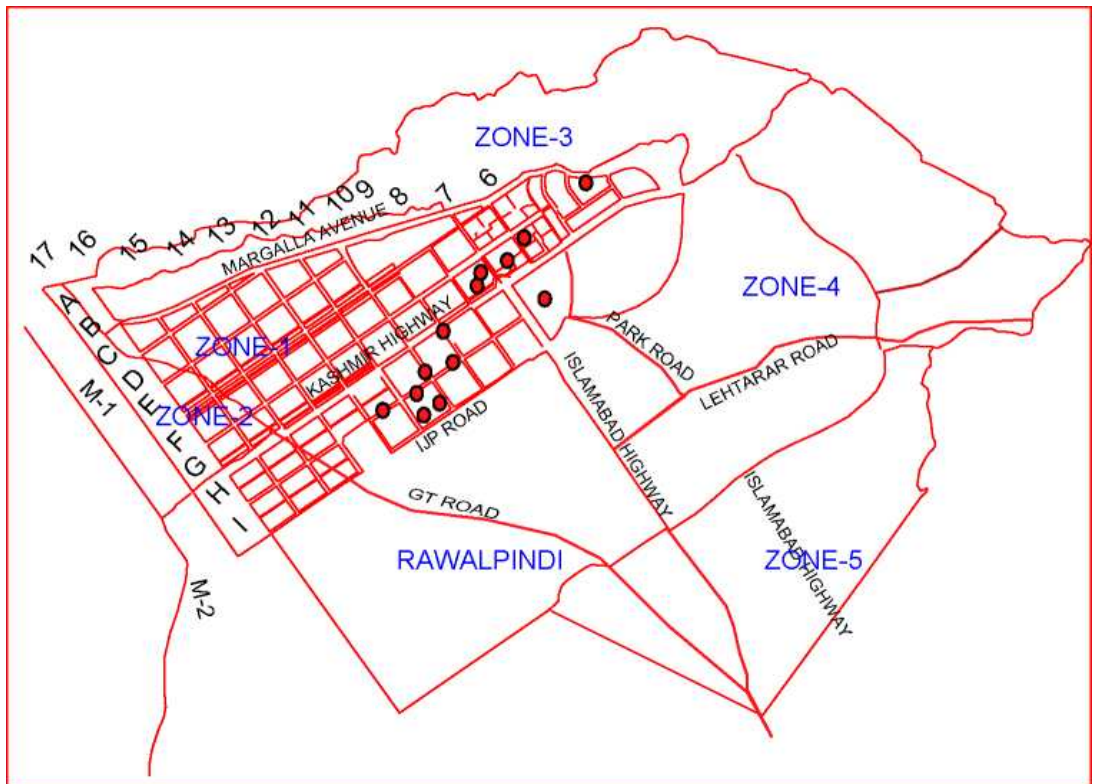 ZONE-3
6
7
8
9
10
11
12
13
14
15
16
17
MARGALLA AVENUE
A
B
C
D
E
F
G
H
I
ZONE-1
ZONE-2
KASHMIR HIGHWAY
ZONE-4
PARK ROAD
LEHTARAR ROAD
ISLAMABAD HIGHWAY
IJP ROAD
M-1
GT ROAD
RAWALPINDI
ISLAMABAD HIGHWAY
ZONE-5
M-2